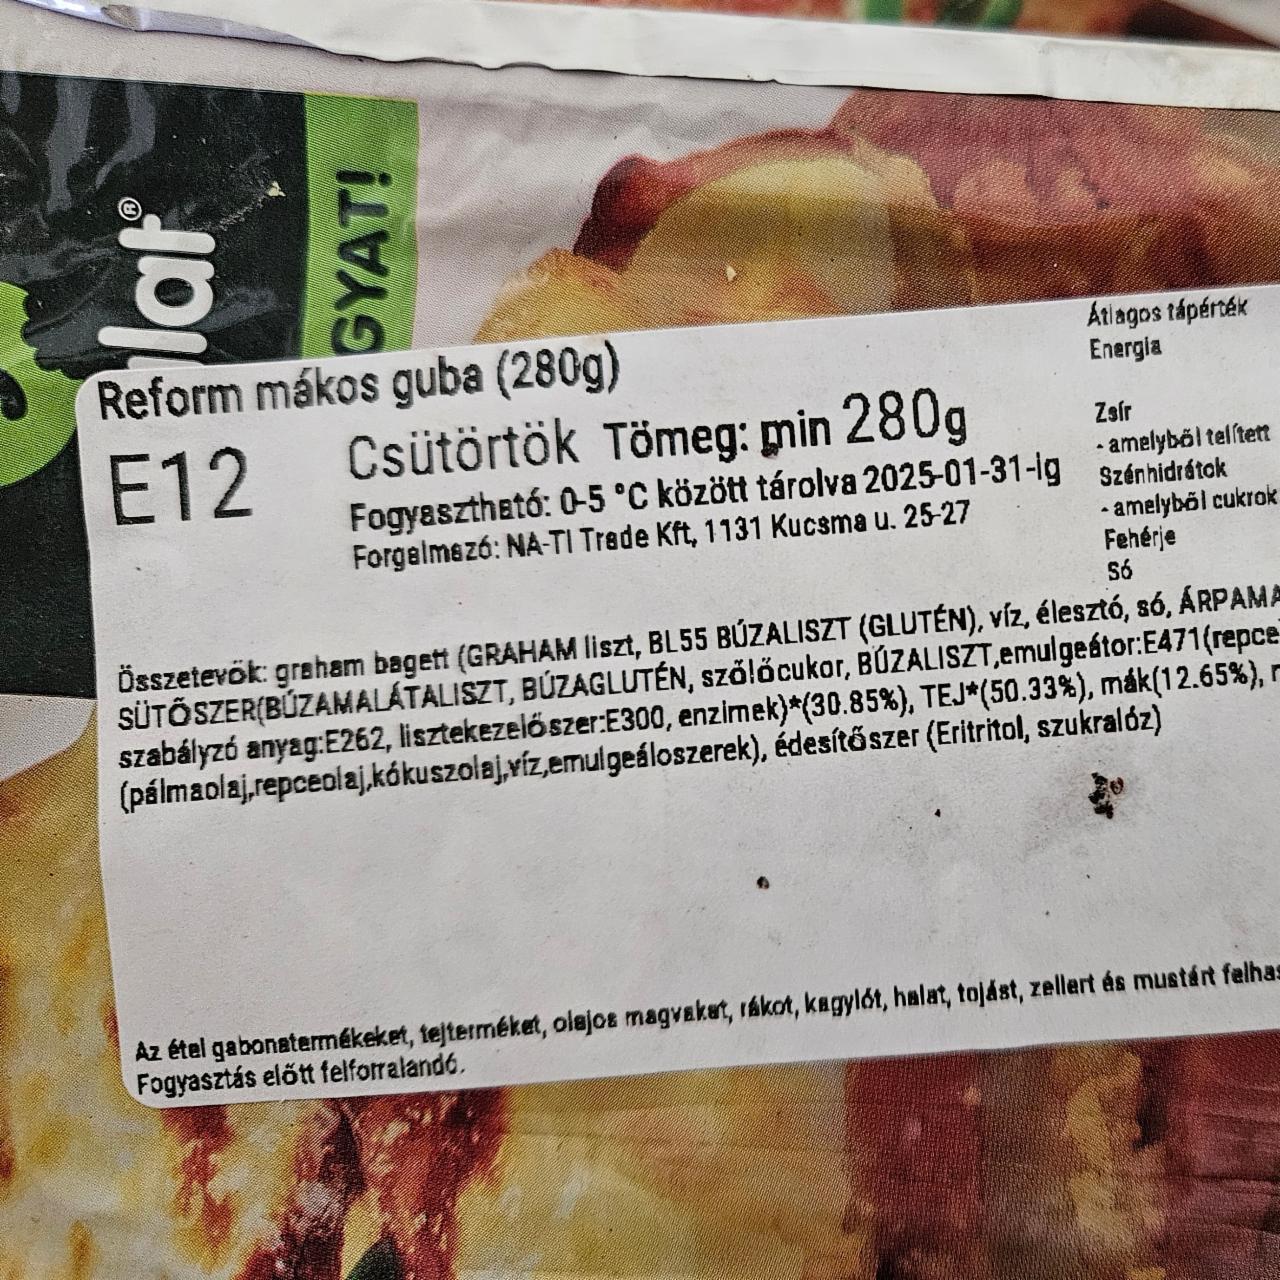 lat®
GYAT!
Reform mákos guba (280g)
E12
Csütörtök Tömeg: min 280g
Fogyasztható: 0-5 °C között tárolva 2025-01-31-ig
Forgalmazó: NA-TI Trade Kft, 1131 Kucsma u. 25-27
Átlagos tápérték
Energia
Zsír
- amelyből telített
Szénhidrátok
- amelyből cukrok
Fehérje
Só
Összetevők: graham bagett (GRAHAM liszt, BL55 BÚZALISZT (GLUTÉN), víz, élesztó, só, ÁRPAMA
SÜTŐSZER(BÚZAMALÁTALISZT, BÚZAGLUTÉN, szőlőcukor, BÚZALISZT,emulgeátor:E471(repce
szabályzó anyag:E262, lisztekezelőszer:E300, enzimek)*(30.85%), TEJ*(50.33%), mák(12.65%),
(pálmaolaj,repceolaj,kókuszolaj,víz,emulgeáloszerek), édesítőszer (Eritritol, szukralóz)
Az étel gabonatermékeket, tejterméket, olajos magvakat, rákot, kagylót, halat, tojást, zellert és mustárt felhas
Fogyasztás előtt felforralandó.